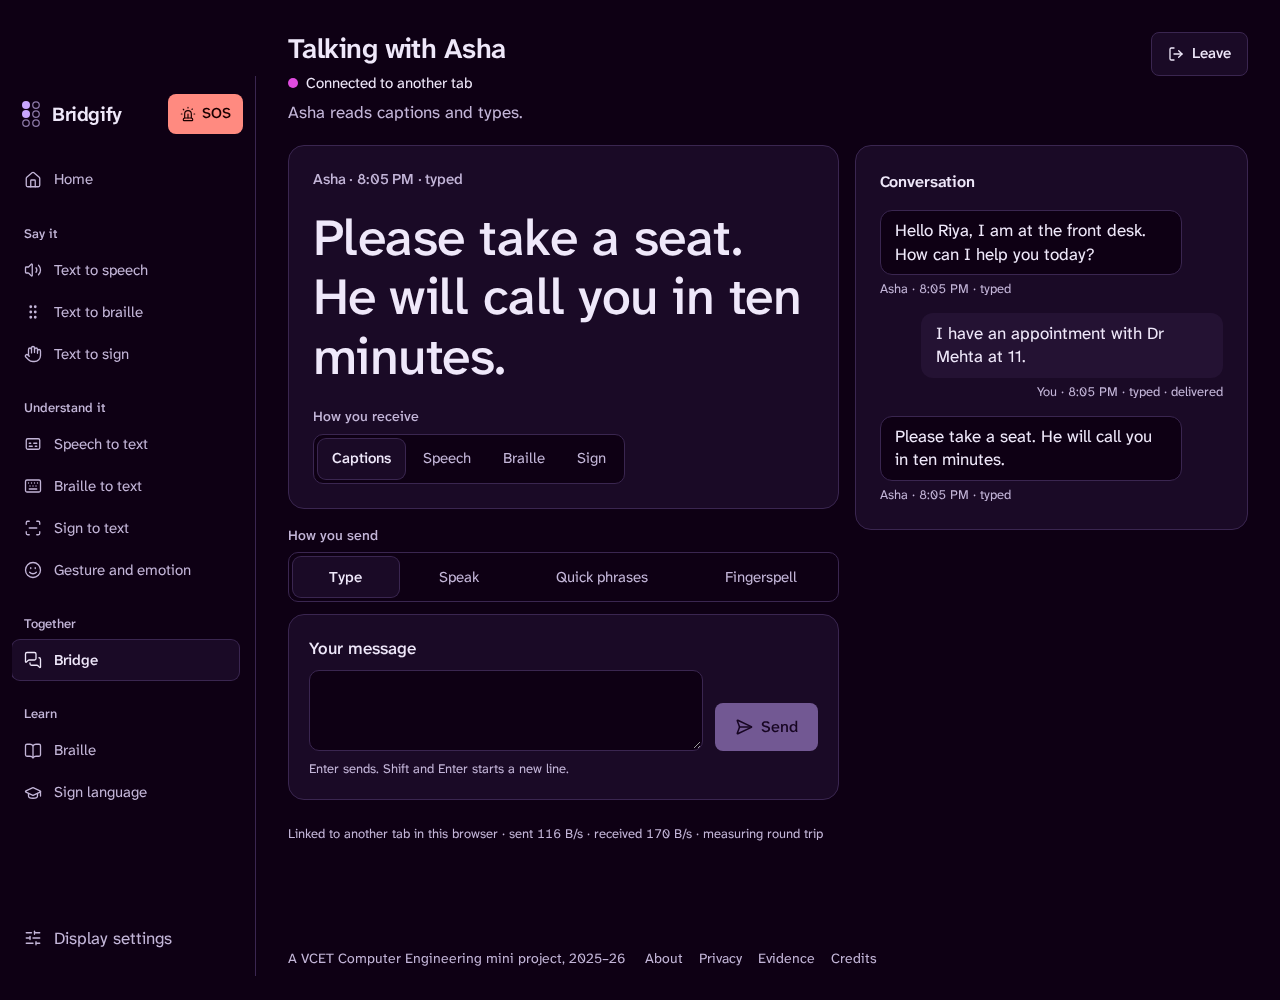 Bridgify
SOS
Home
Say it
Text to speech
Text to braille
Text to sign
Understand it
Speech to text
Braille to text
Sign to text
Gesture and emotion
Together
Bridge
Learn
Braille
Sign language
Display settings
Talking with Asha
Connected to another tab
Asha reads captions and types.
Leave
Asha · 8:05 PM · typed
Please take a seat.
He will call you in ten
minutes.
How you receive
Captions Speech Braille Sign
How you send
Type Speak Quick phrases Fingerspell
Your message
Send
Enter sends. Shift and Enter starts a new line.
Linked to another tab in this browser · sent 116 B/s · received 170 B/s · measuring round trip
Conversation
Hello Riya, I am at the front desk.
How can I help you today?
Asha · 8:05 PM · typed
I have an appointment with Dr
Mehta at 11.
You · 8:05 PM · typed · delivered
Please take a seat. He will call you
in ten minutes.
Asha · 8:05 PM · typed
A VCET Computer Engineering mini project, 2025–26 About Privacy Evidence Credits